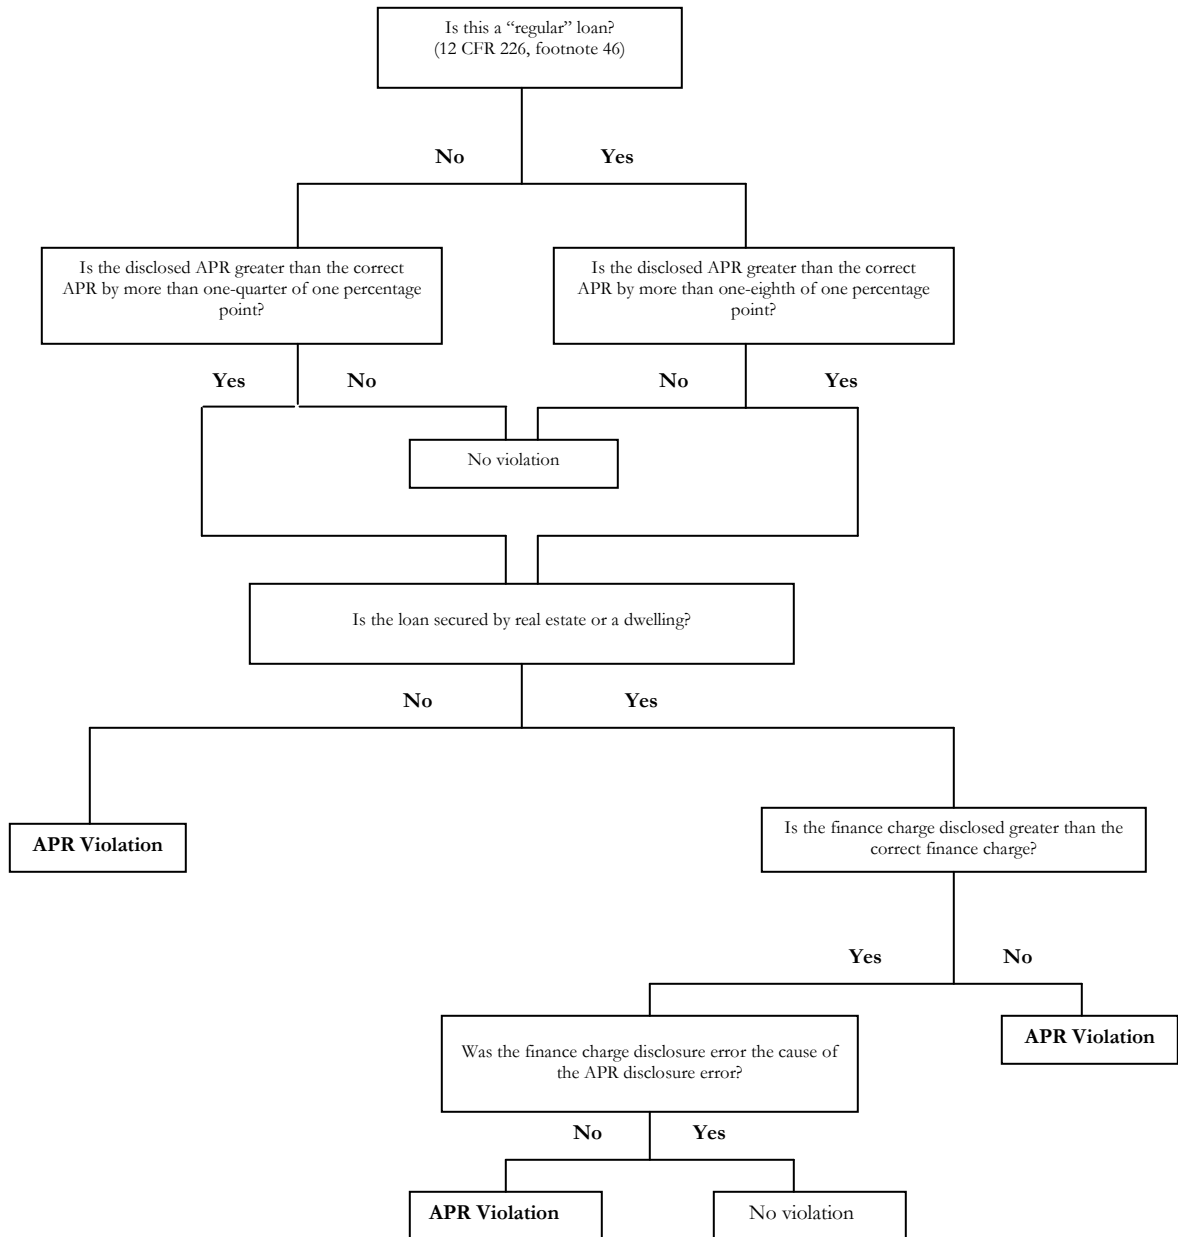 Is this a “regular” loan?
(12 CFR 226, footnote 46)
No
Yes
Is the disclosed APR greater than the correct
APR by more than one-quarter of one percentage
point?
Is the disclosed APR greater than the correct
APR by more than one-eighth of one percentage
point?
Yes
No
No
Yes
No violation
Is the loan secured by real estate or a dwelling?
No
Yes
APR Violation
Is the finance charge disclosed greater than the
correct finance charge?
Yes
No
Was the finance charge disclosure error the cause of
the APR disclosure error?
APR Violation
No
Yes
APR Violation
No violation